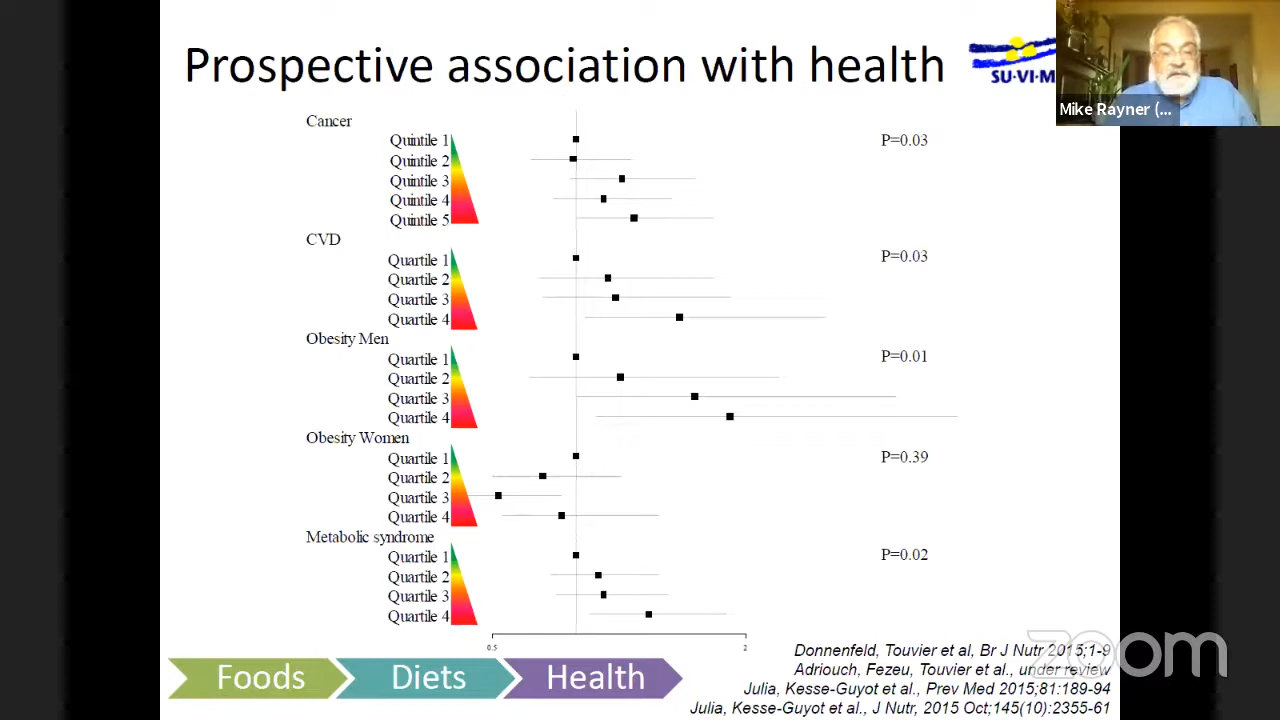 Prospective association with health
SU·VI·M
Mike Rayner (...
Cancer
Quintile 1
P=0.03
Quintile 2
Quintile 3
Quintile 4
Quintile 5
CVD
Quartile 1
P=0.03
Quartile 2
Quartile 3
Quartile 4
Obesity Men
Quartile 1
P=0.01
Quartile 2
Quartile 3
Quartile 4
Obesity Women
Quartile 1
P=0.39
Quartile 2
Quartile 3
Quartile 4
Metabolic syndrome
Quartile 1
P=0.02
Quartile 2
Quartile 3
Quartile 4
0.5
2
Foods
Diets
Health
Donnenfeld, Touvier et al, Br J Nutr 2015;1-9
Adriouch, Fezeu, Touvier et al., under review
Julia, Kesse-Guyot et al., Prev Med 2015;81:189-94
Julia, Kesse-Guyot et al., J Nutr, 2015 Oct;145(10):2355-61
zoom